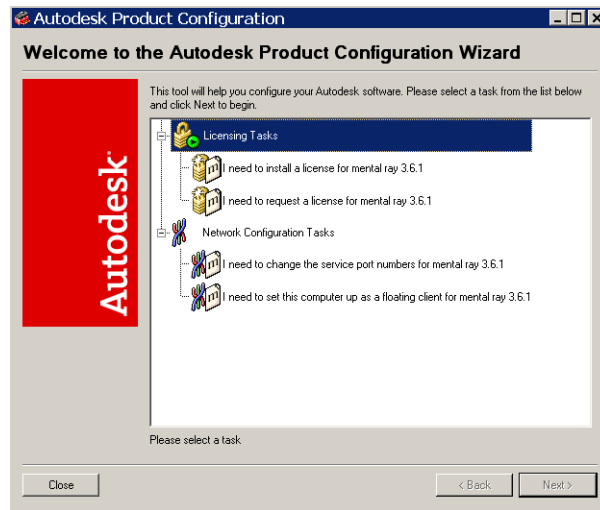 Autodesk Product Configuration
Welcome to the Autodesk Product Configuration Wizard
Autodesk
This tool will help you configure your Autodesk software. Please select a task from the list below
and click Next to begin.
Licensing Tasks
I need to install a license for mental ray 3.6.1
I need to request a license for mental ray 3.6.1
Network Configuration Tasks
I need to change the service port numbers for mental ray 3.6.1
I need to set this computer up as a floating client for mental ray 3.6.1
Please select a task
Close
< Back
Next >